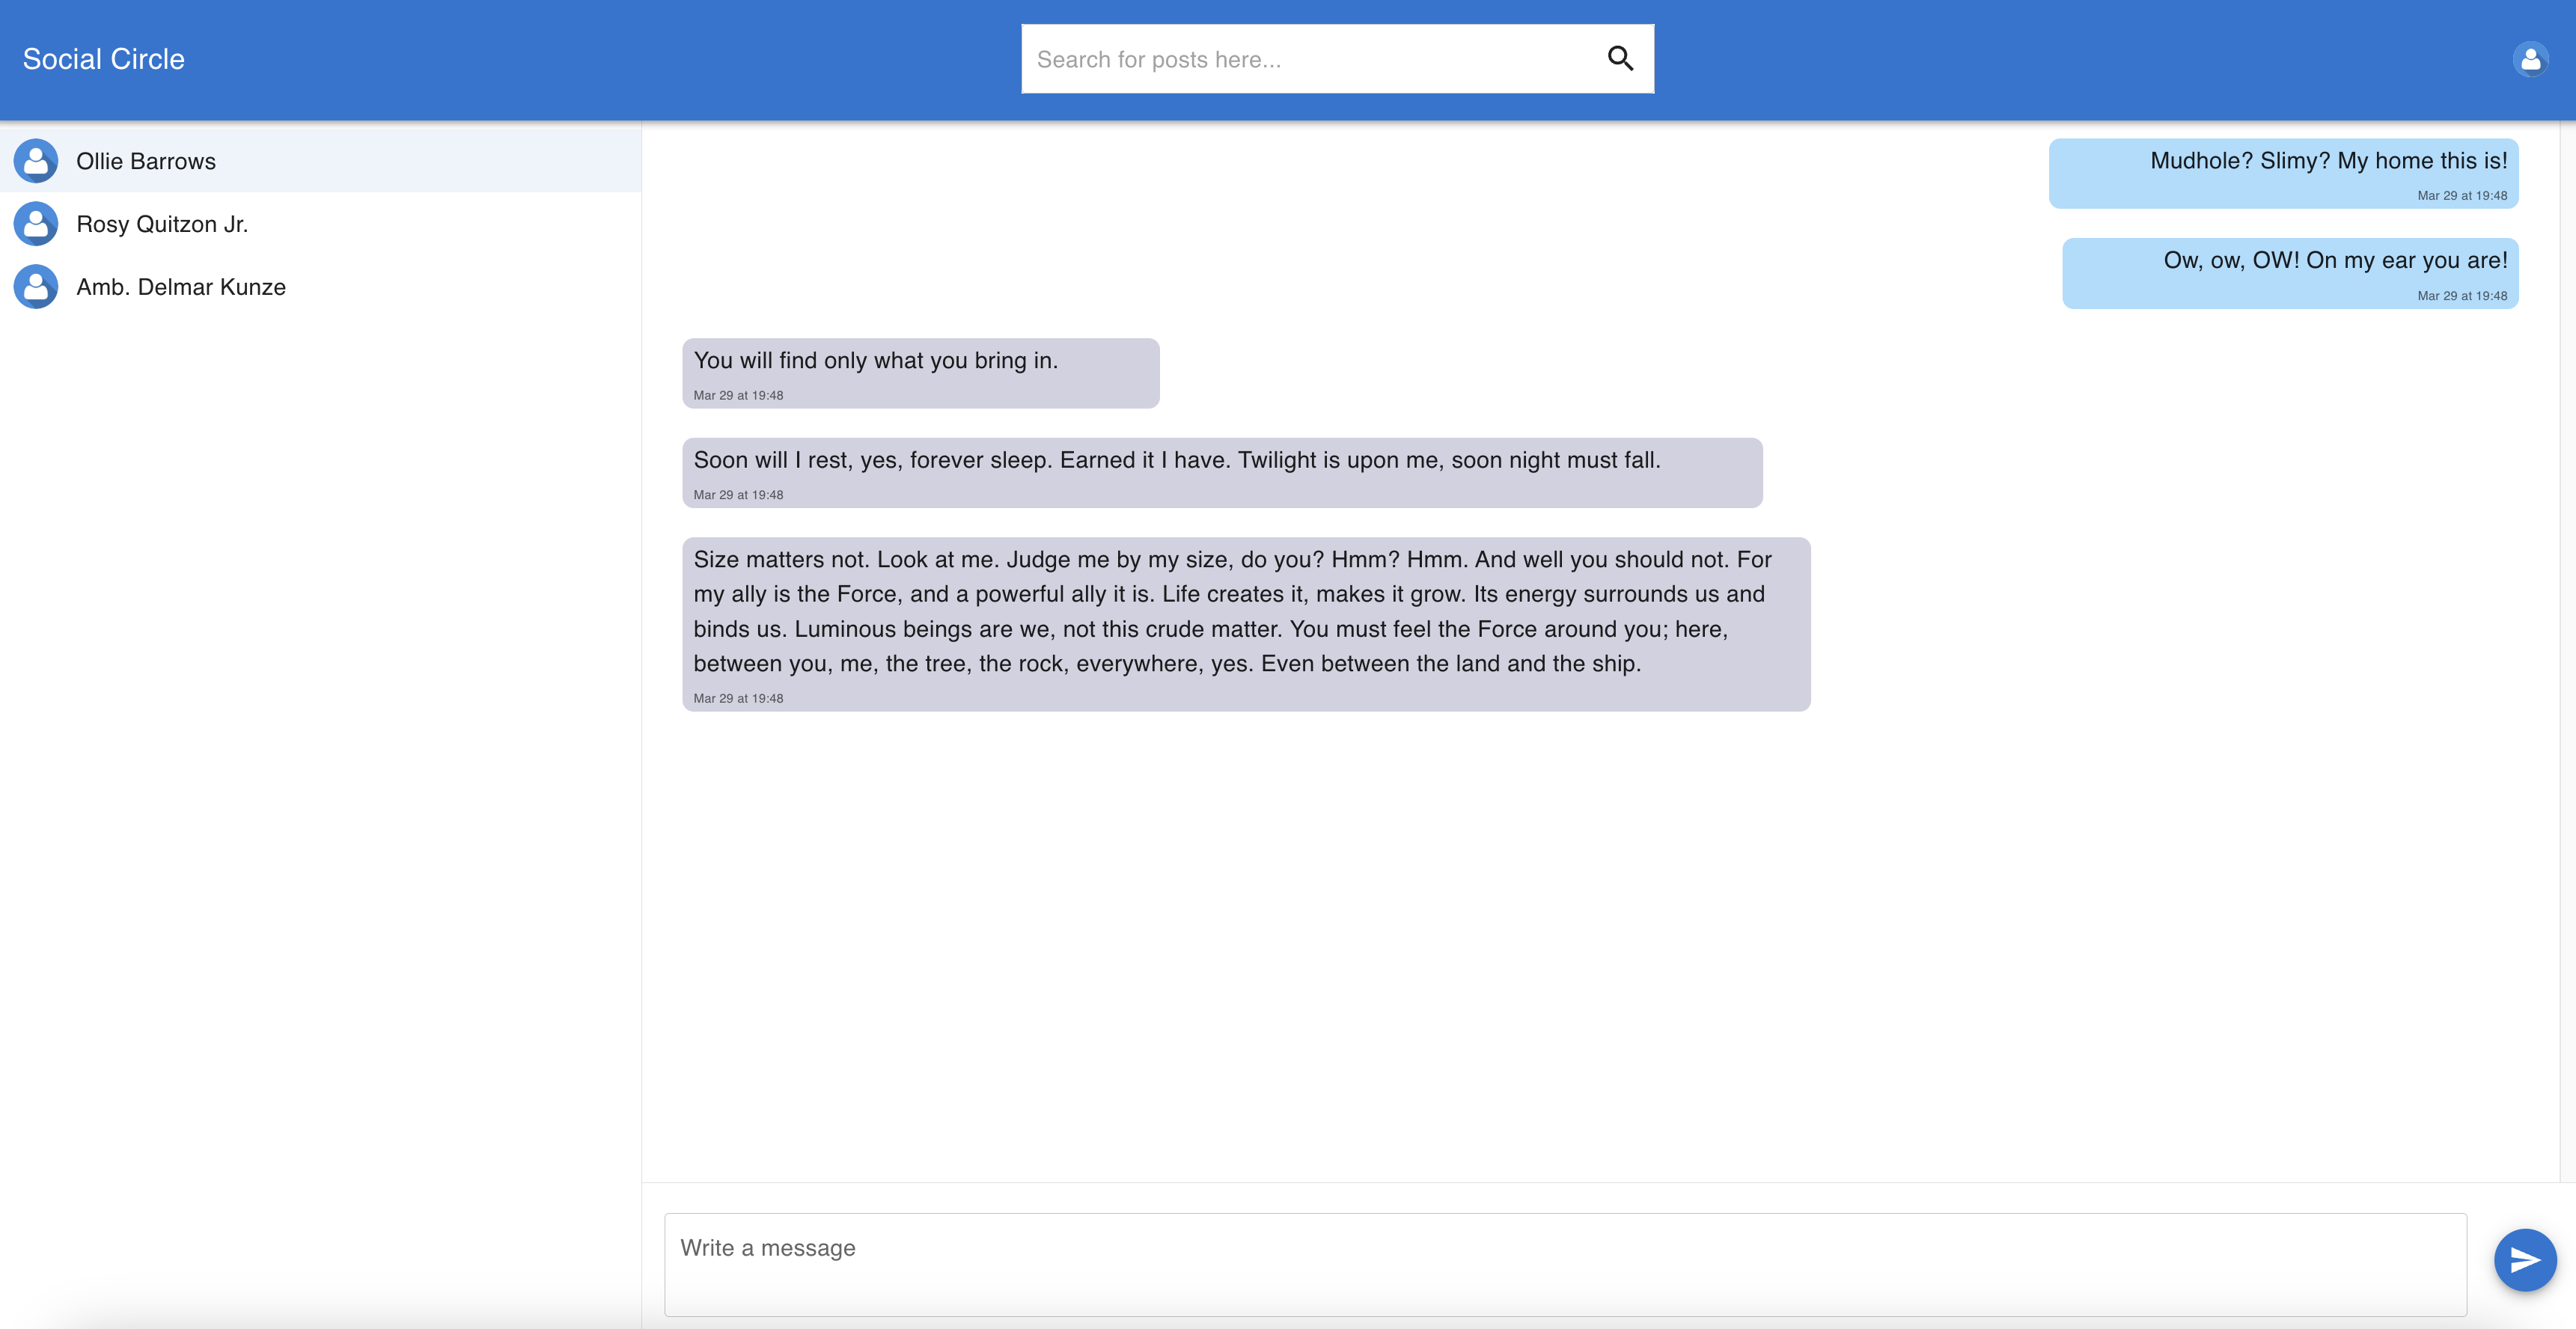 Social Circle
Search for posts here...
Ollie Barrows
Rosy Quitzon Jr.
Amb. Delmar Kunze
Mudhole? Slimy? My home this is!
Mar 29 at 19:48
Ow, ow, OW! On my ear you are!
Mar 29 at 19:48
You will find only what you bring in.
Mar 29 at 19:48
Soon will I rest, yes, forever sleep. Earned it I have. Twilight is upon me, soon night must fall.
Mar 29 at 19:48
Size matters not. Look at me. Judge me by my size, do you? Hmm? Hmm. And well you should not. For
my ally is the Force, and a powerful ally it is. Life creates it, makes it grow. Its energy surrounds us and
binds us. Luminous beings are we, not this crude matter. You must feel the Force around you; here,
between you, me, the tree, the rock, everywhere, yes. Even between the land and the ship.
Mar 29 at 19:48
Write a message